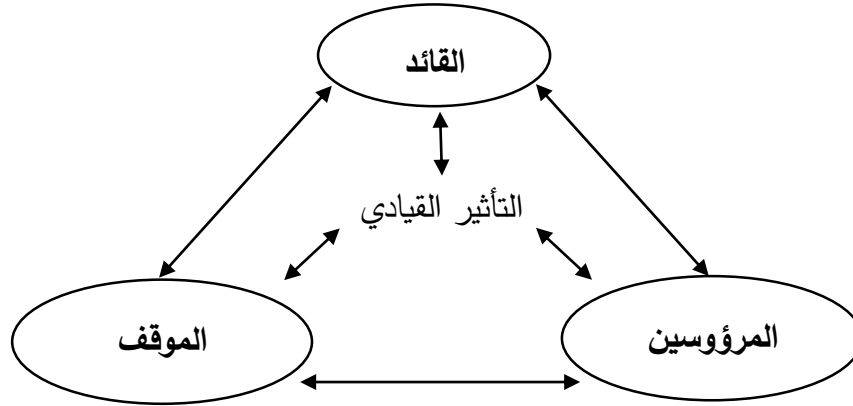 القائد
التأثير القيادي
المرؤوسين
الموقف